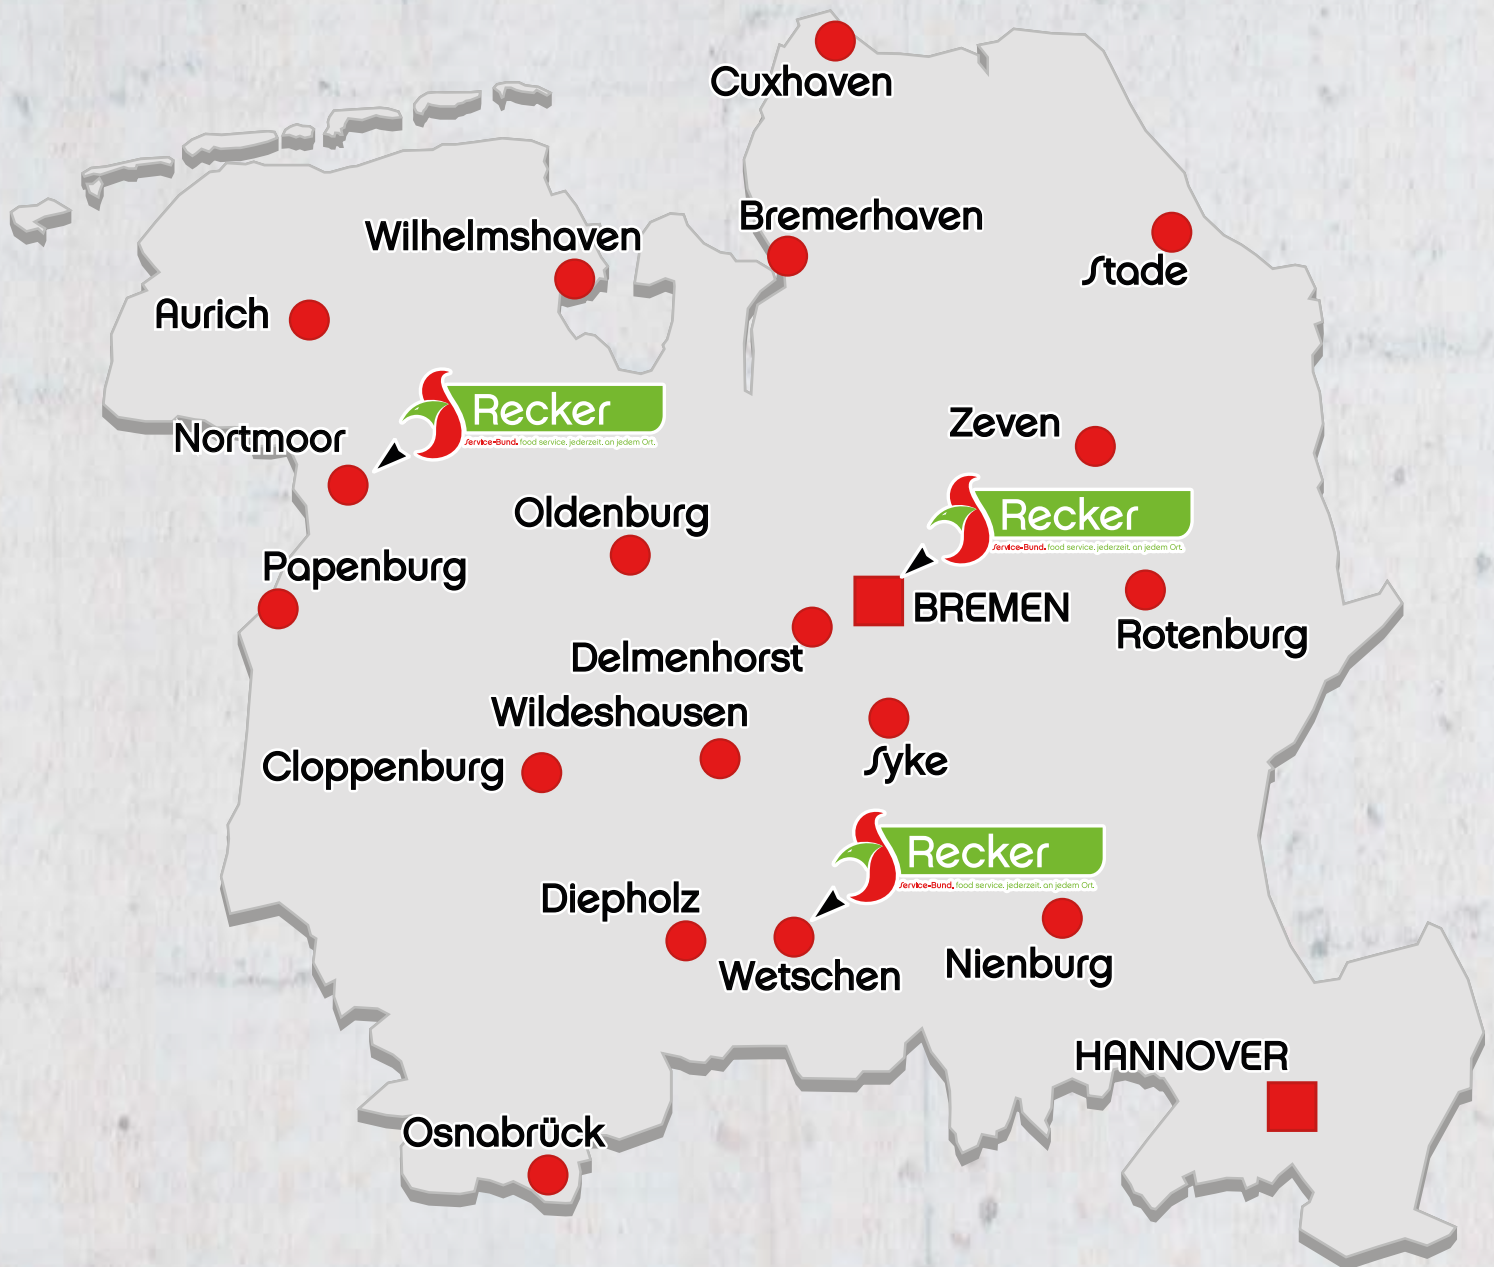 Cuxhaven
Bremerhaven
Wilhelmshaven
Stade
Aurich
Recker
Service-Bund. food service. jederzeit. an jedem Ort.
Nortmoor
Zeven
Recker
Service-Bund. food service. jederzeit. an jedem Ort.
Oldenburg
Papenburg
BREMEN
Rotenburg
Delmenhorst
Wildeshausen
Syke
Cloppenburg
Recker
Service-Bund. food service. jederzeit. an jedem Ort.
Diepholz
Wetschen
Nienburg
HANNOVER
Osnabrück